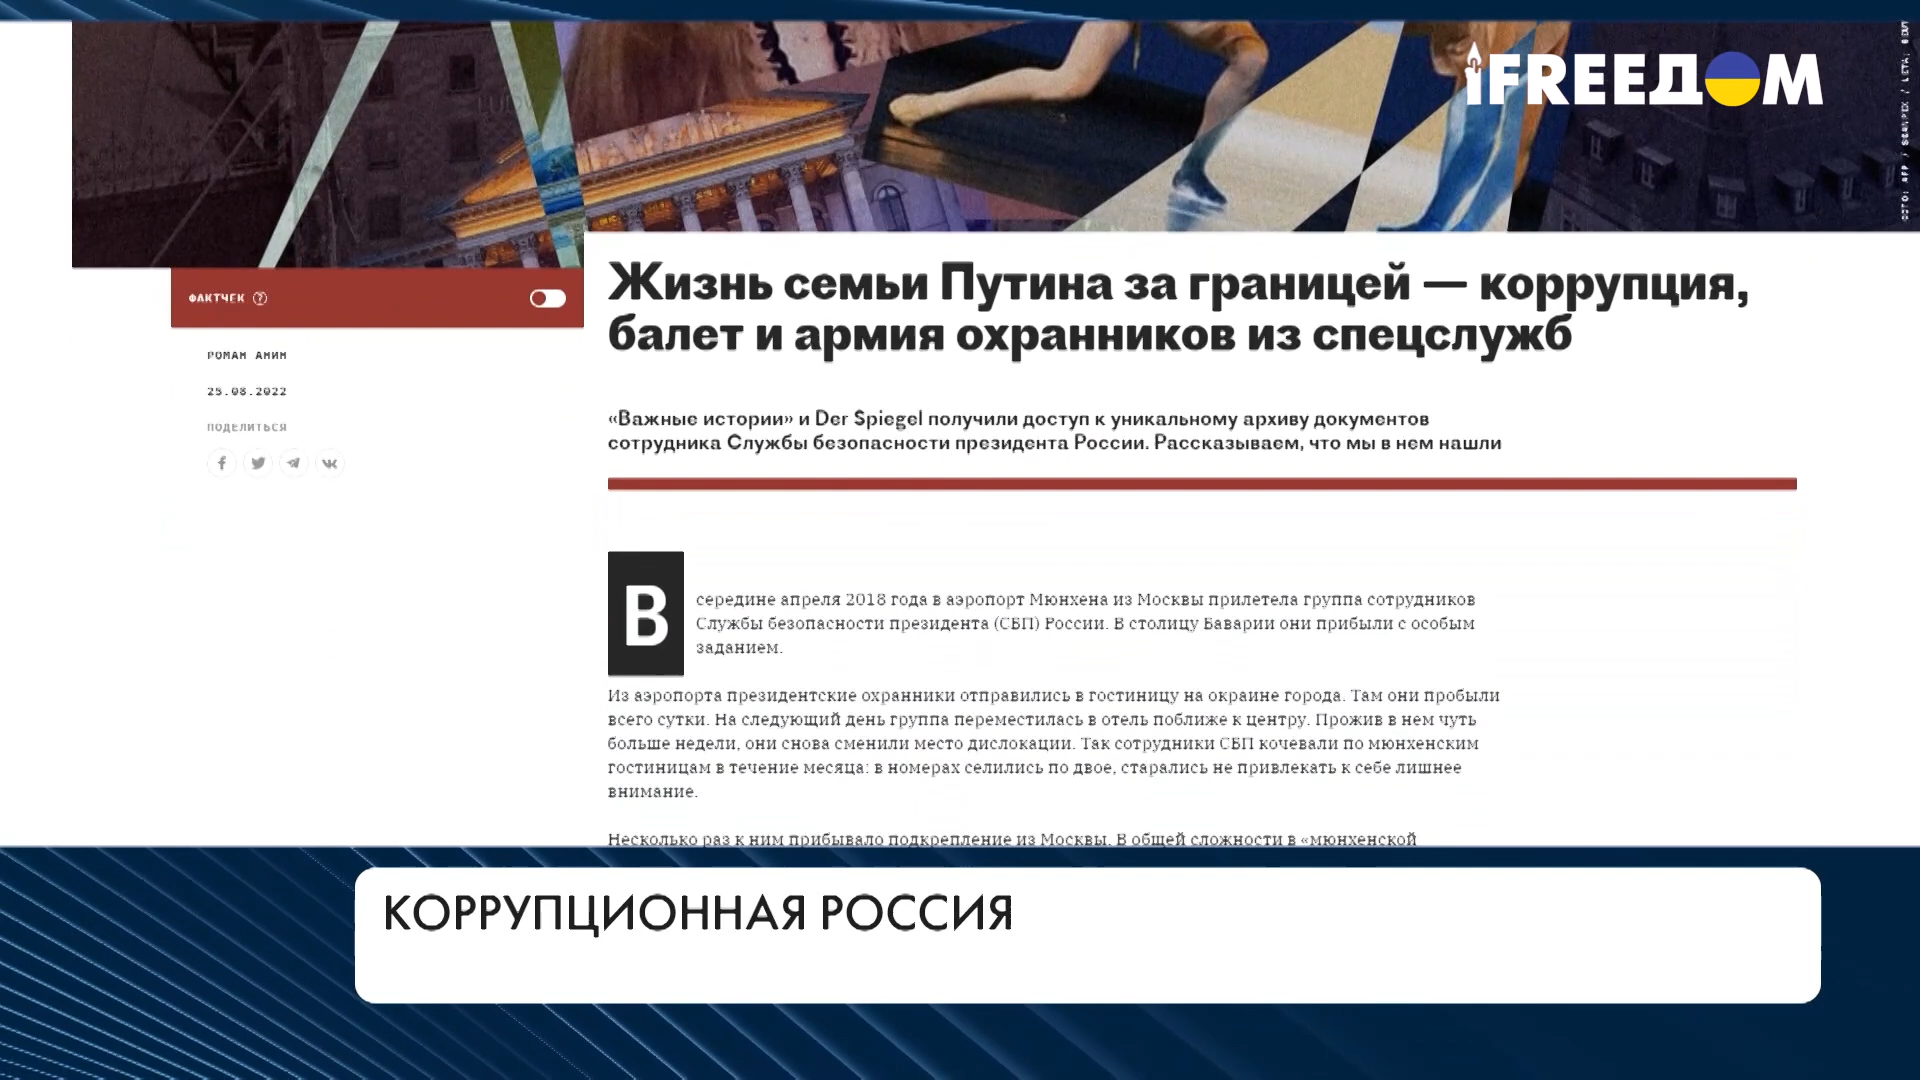 iFREEДОМ
Жизнь семьи Путина за границей — коррупция,
балет и армия охранников из спецслужб
ФАКТЧЕК ?
РОМАН АНИН
25.08.2022
ПОДЕЛИТЬСЯ
«Важные истории» и Der Spiegel получили доступ к уникальному архиву документов
сотрудника Службы безопасности президента России. Рассказываем, что мы в нем нашли
В
середине апреля 2018 года в аэропорт Мюнхена из Москвы прилетела группа сотрудников
Службы безопасности президента (СБП) России. В столицу Баварии они прибыли с особым
заданием.
Из аэропорта президентские охранники отправились в гостиницу на окраине города. Там они пробыли
всего сутки. На следующий день группа переместилась в отель поближе к центру. Прожив в нем чуть
больше недели, они снова сменили место дислокации. Так сотрудники СБП кочевали по мюнхенским
гостиницам в течение месяца: в номерах селились по двое, старались не привлекать к себе лишнее
внимание.
Несколько раз к ним прибывало подкрепление из Москвы. В общей сложности в «мюнхенской
КОРРУПЦИОННАЯ РОССИЯ